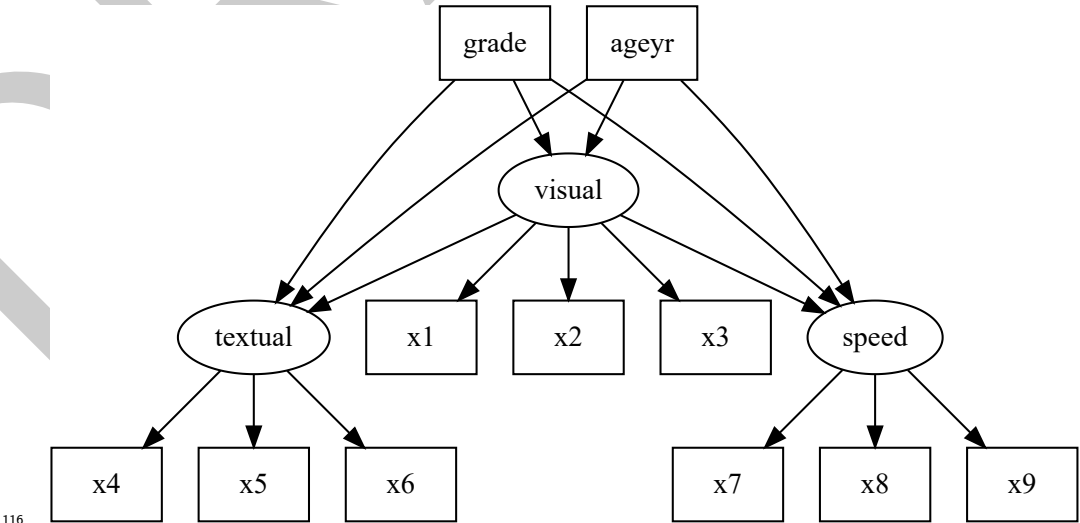 grade ageyr
visual
textual x1 x2 x3 speed
x4 x5 x6 x7 x8 x9
116